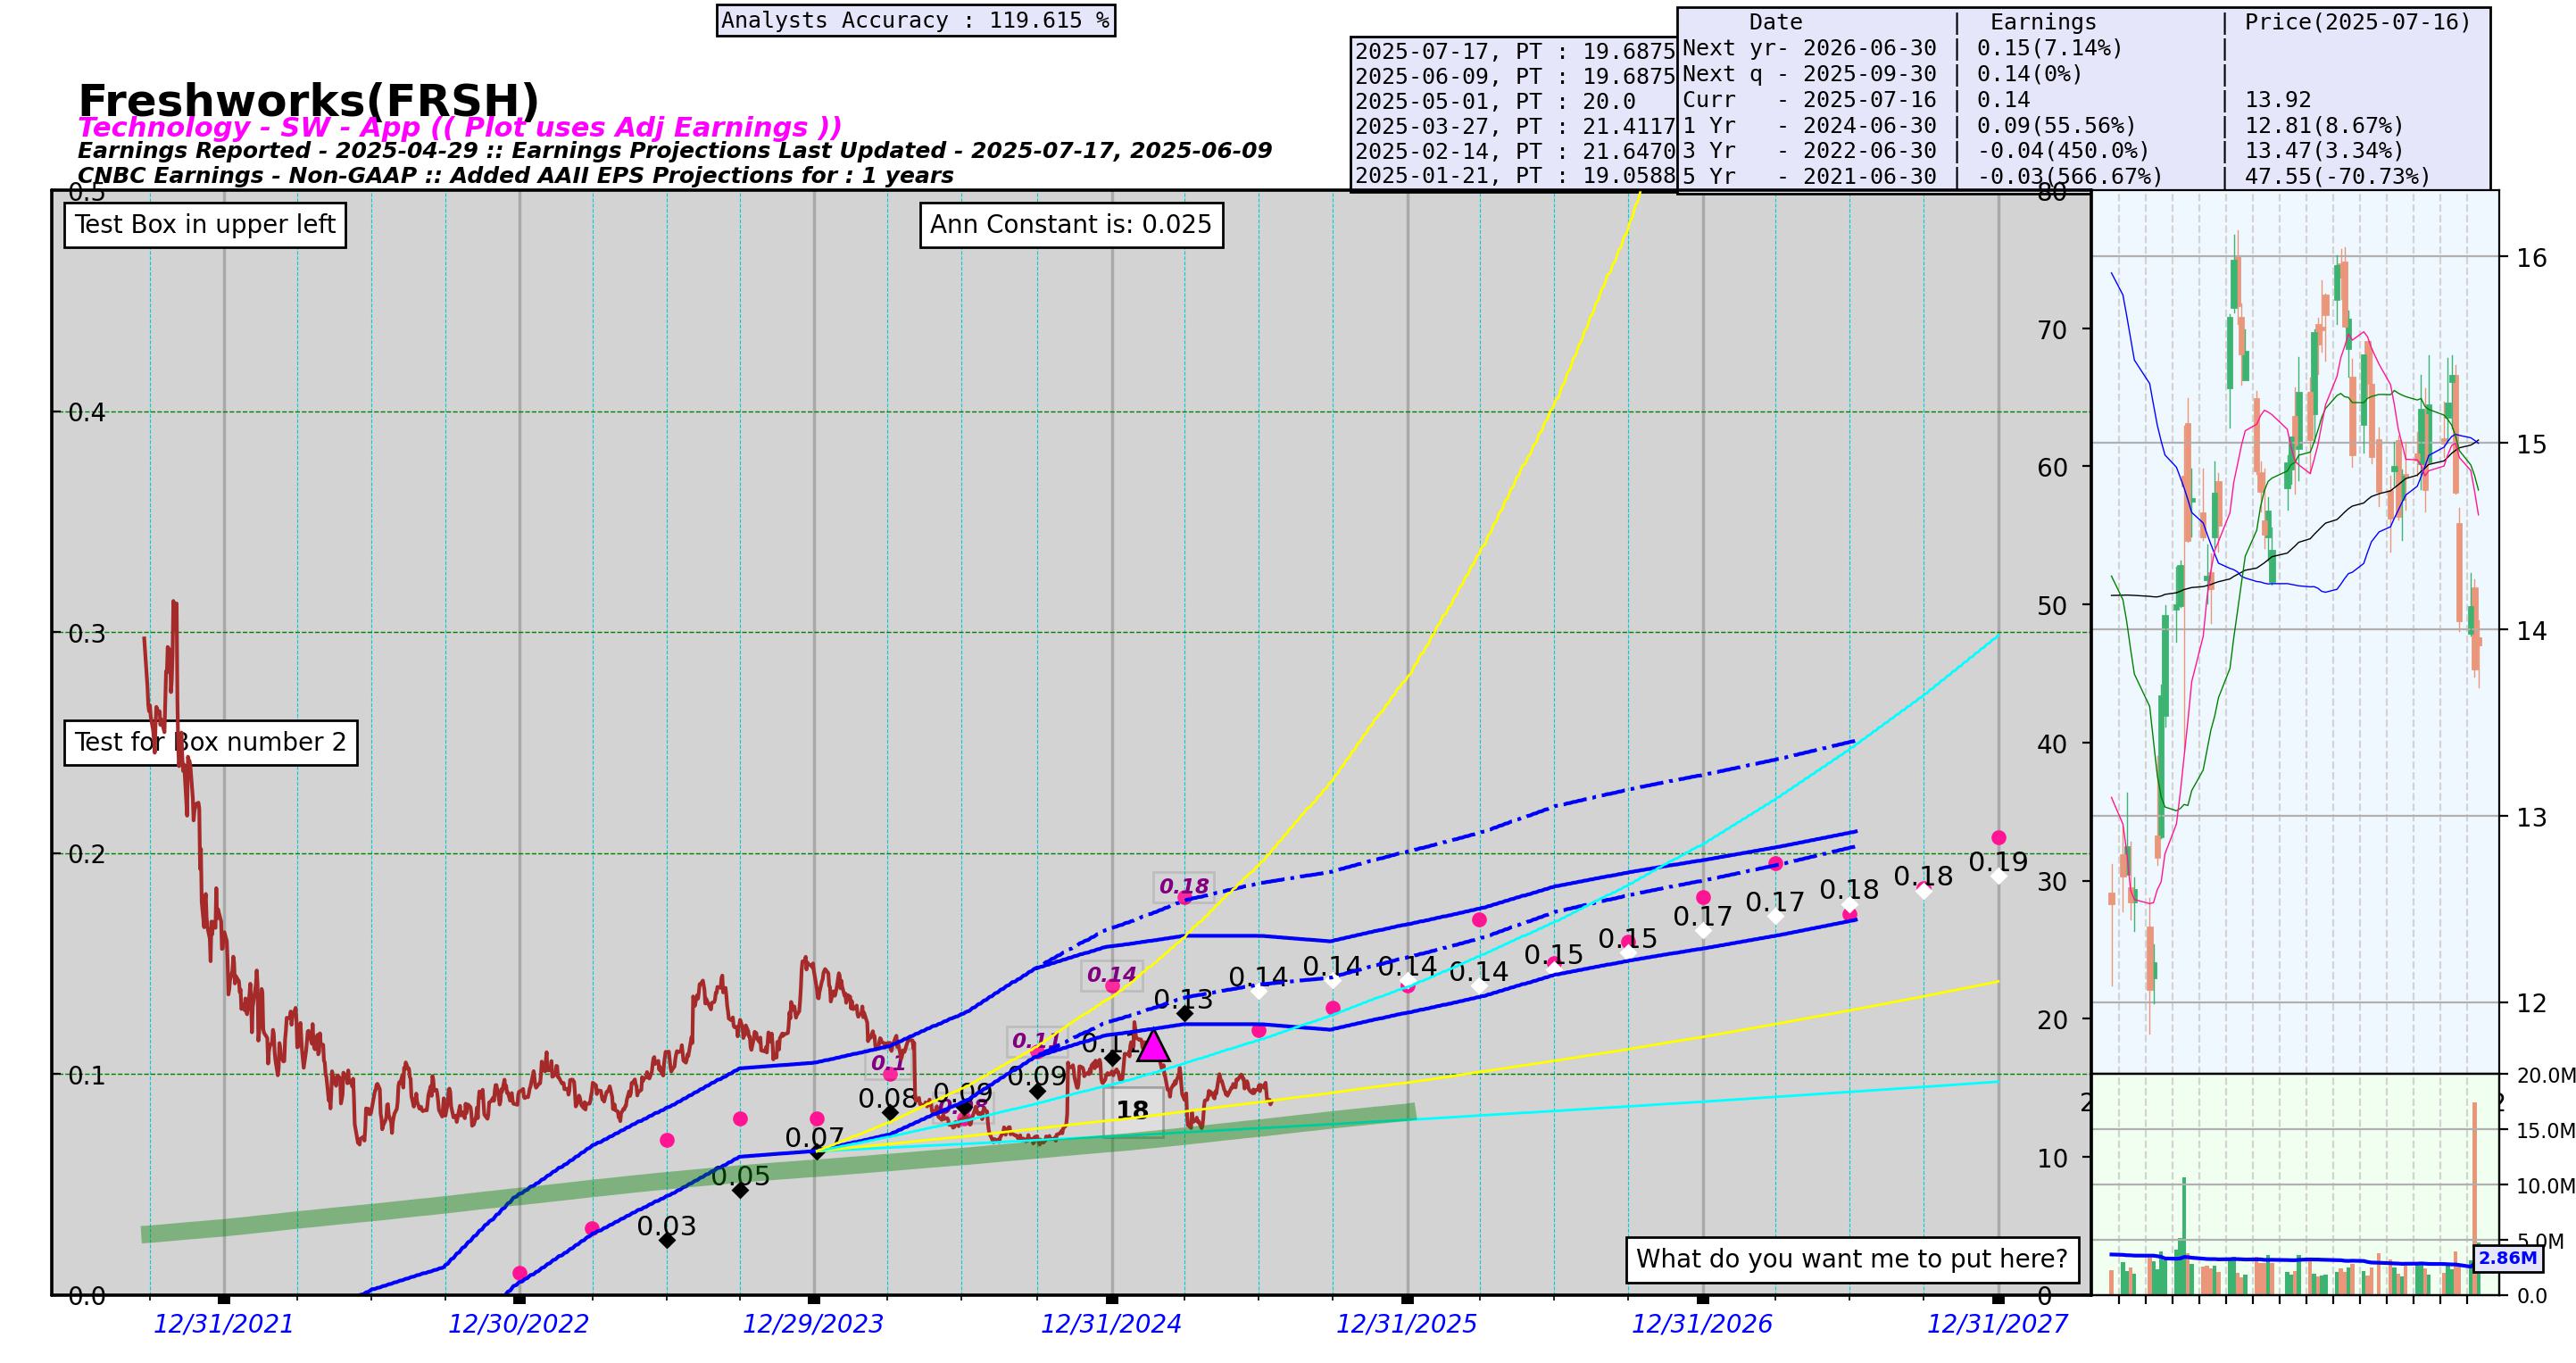 Analysts Accuracy : 119.615 %
Date | Earnings | Price(2025-07-16)
Next yr- 2026-06-30 | 0.15(7.14%) |
Next q - 2025-09-30 | 0.14(0%) |
Curr - 2025-07-16 | 0.14 | 13.92
1 Yr - 2024-06-30 | 0.09(55.56%) | 12.81(8.67%)
3 Yr - 2022-06-30 | -0.04(450.0%) | 13.47(3.34%)
5 Yr - 2021-06-30 | -0.03(566.67%) | 47.55(-70.73%)
2025-07-17, PT : 19.6875
2025-06-09, PT : 19.6875
2025-05-01, PT : 20.0
2025-03-27, PT : 21.4117
2025-02-14, PT : 21.6470
2025-01-21, PT : 19.0588
Freshworks(FRSH)
Technology - SW - App (( Plot uses Adj Earnings ))
Earnings Reported - 2025-04-29 :: Earnings Projections Last Updated - 2025-07-17, 2025-06-09
CNBC Earnings - Non-GAAP :: Added AAII EPS Projections for : 1 years
Test Box in upper left
Ann Constant is: 0.025
Test for Box number 2
What do you want me to put here?
0.5
0.4
0.3
0.2
0.1
0.0
80
70
60
50
40
30
20
10
0
16
15
14
13
12
20.0M
15.0M
10.0M
5.0M
0.0
2.86M
0.03
0.05
0.07
0.08
0.09
0.09
0.11
0.13
0.14
0.14
0.14
0.14
0.15
0.15
0.17
0.17
0.18
0.18
0.19
0.1
0.11
0.14
0.18
18
12/31/2021
12/30/2022
12/29/2023
12/31/2024
12/31/2025
12/31/2026
12/31/2027